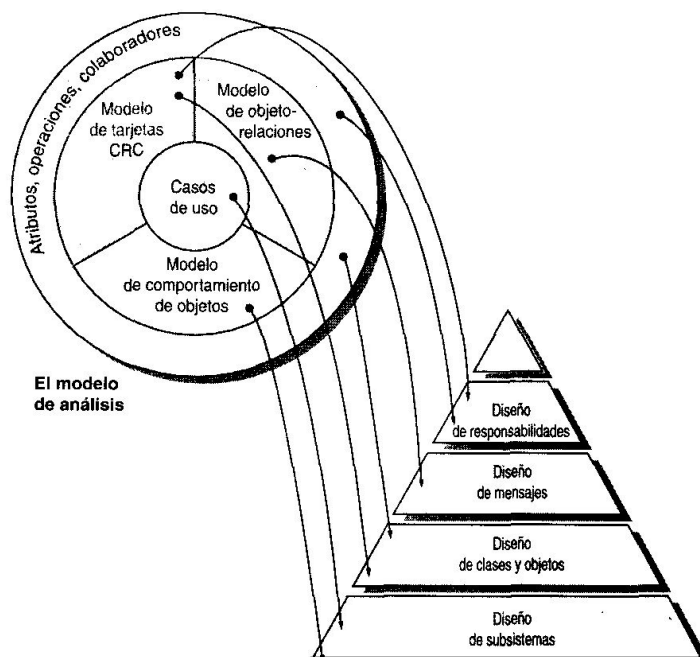 Atributos, operaciones, colaboradores
Modelo
de tarjetas
CRC
Modelo
de objeto-
relaciones
Casos
de uso
Modelo
de comportamiento
de objetos
El modelo
de análisis
Diseño
de responsabilidades
Diseño
de mensajes
Diseño
de clases y objetos
Diseño
de subsistemas